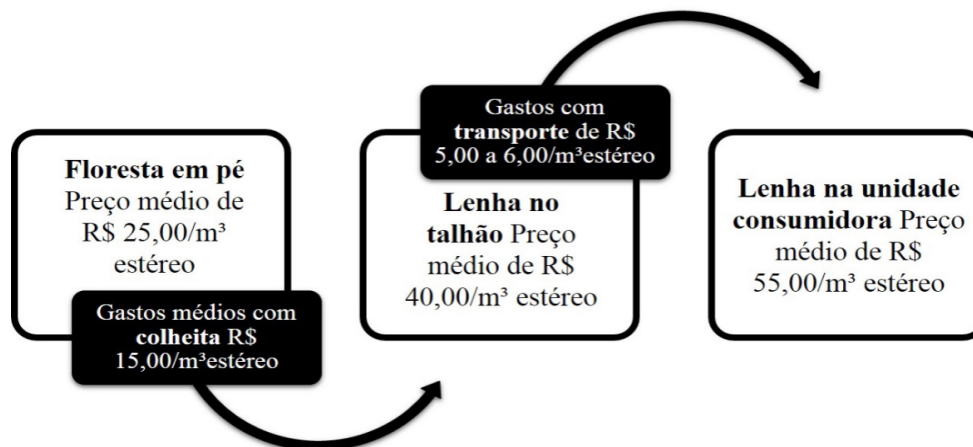 Floresta em pé
Preço médio de
R$ 25,00/m³
estéreo
Gastos médios com
colheita R$
15,00/m³estéreo
Gastos com
transporte de R$
5,00 a 6,00/m³estéreo
Lenha no
talhão Preço
médio de R$
40,00/m³ estéreo
Lenha na unidade
consumidora Preço
médio de R$
55,00/m³ estéreo